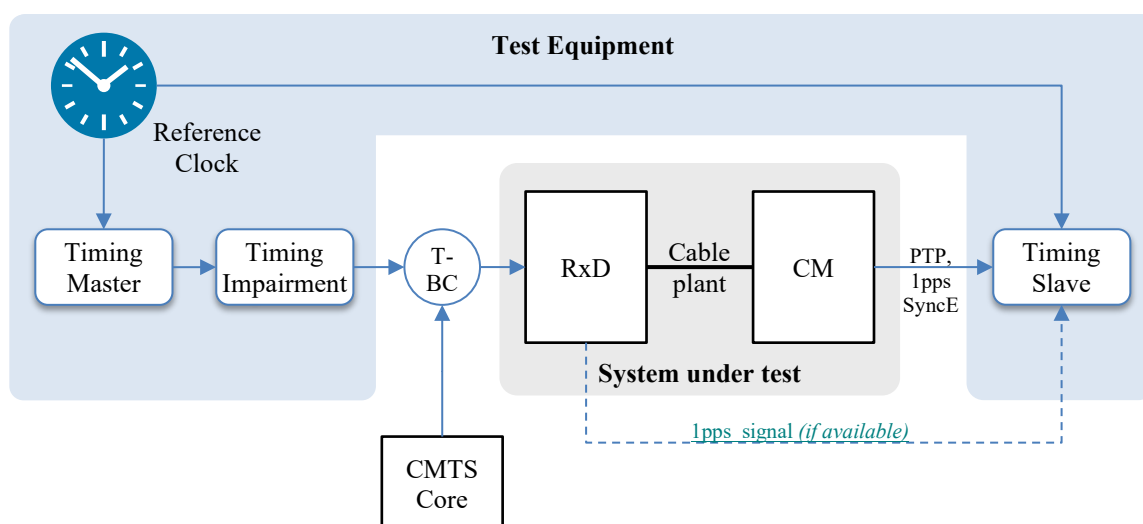 Test Equipment
Reference
Clock
Timing
Master
Timing
Impairment
T-
BC
RxD
Cable
plant
CM
PTP,
1pps
SyncE
Timing
Slave
System under test
1pps signal (if available)
CMTS
Core